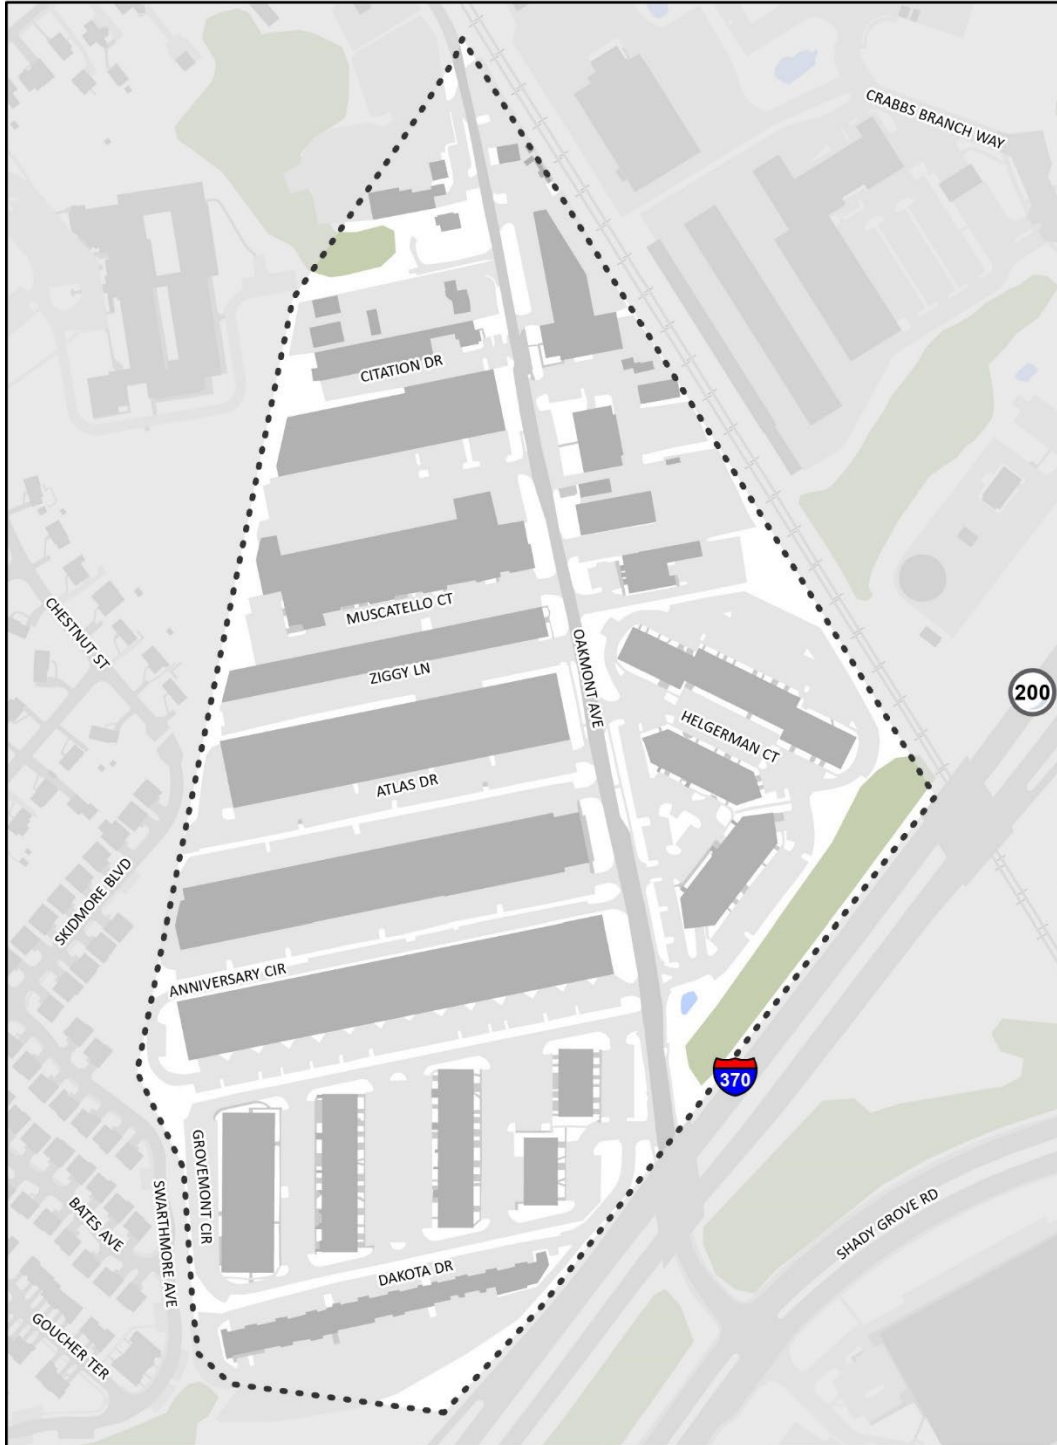 CRABBS BRANCH WAY
CITATION DR
CHESTNUT ST
MUSCATELLO CT
OAKMONT AVE
ZIGGY LN
200
HELGERMAN CT
ATLAS DR
SKIDMORE BLVD
ANNIVERSARY CIR
370
GROVEMONT CIR
SWARTHMORE AVE
BATES AVE
SHADY GROVE RD
DAKOTA DR
GOUCHER TER